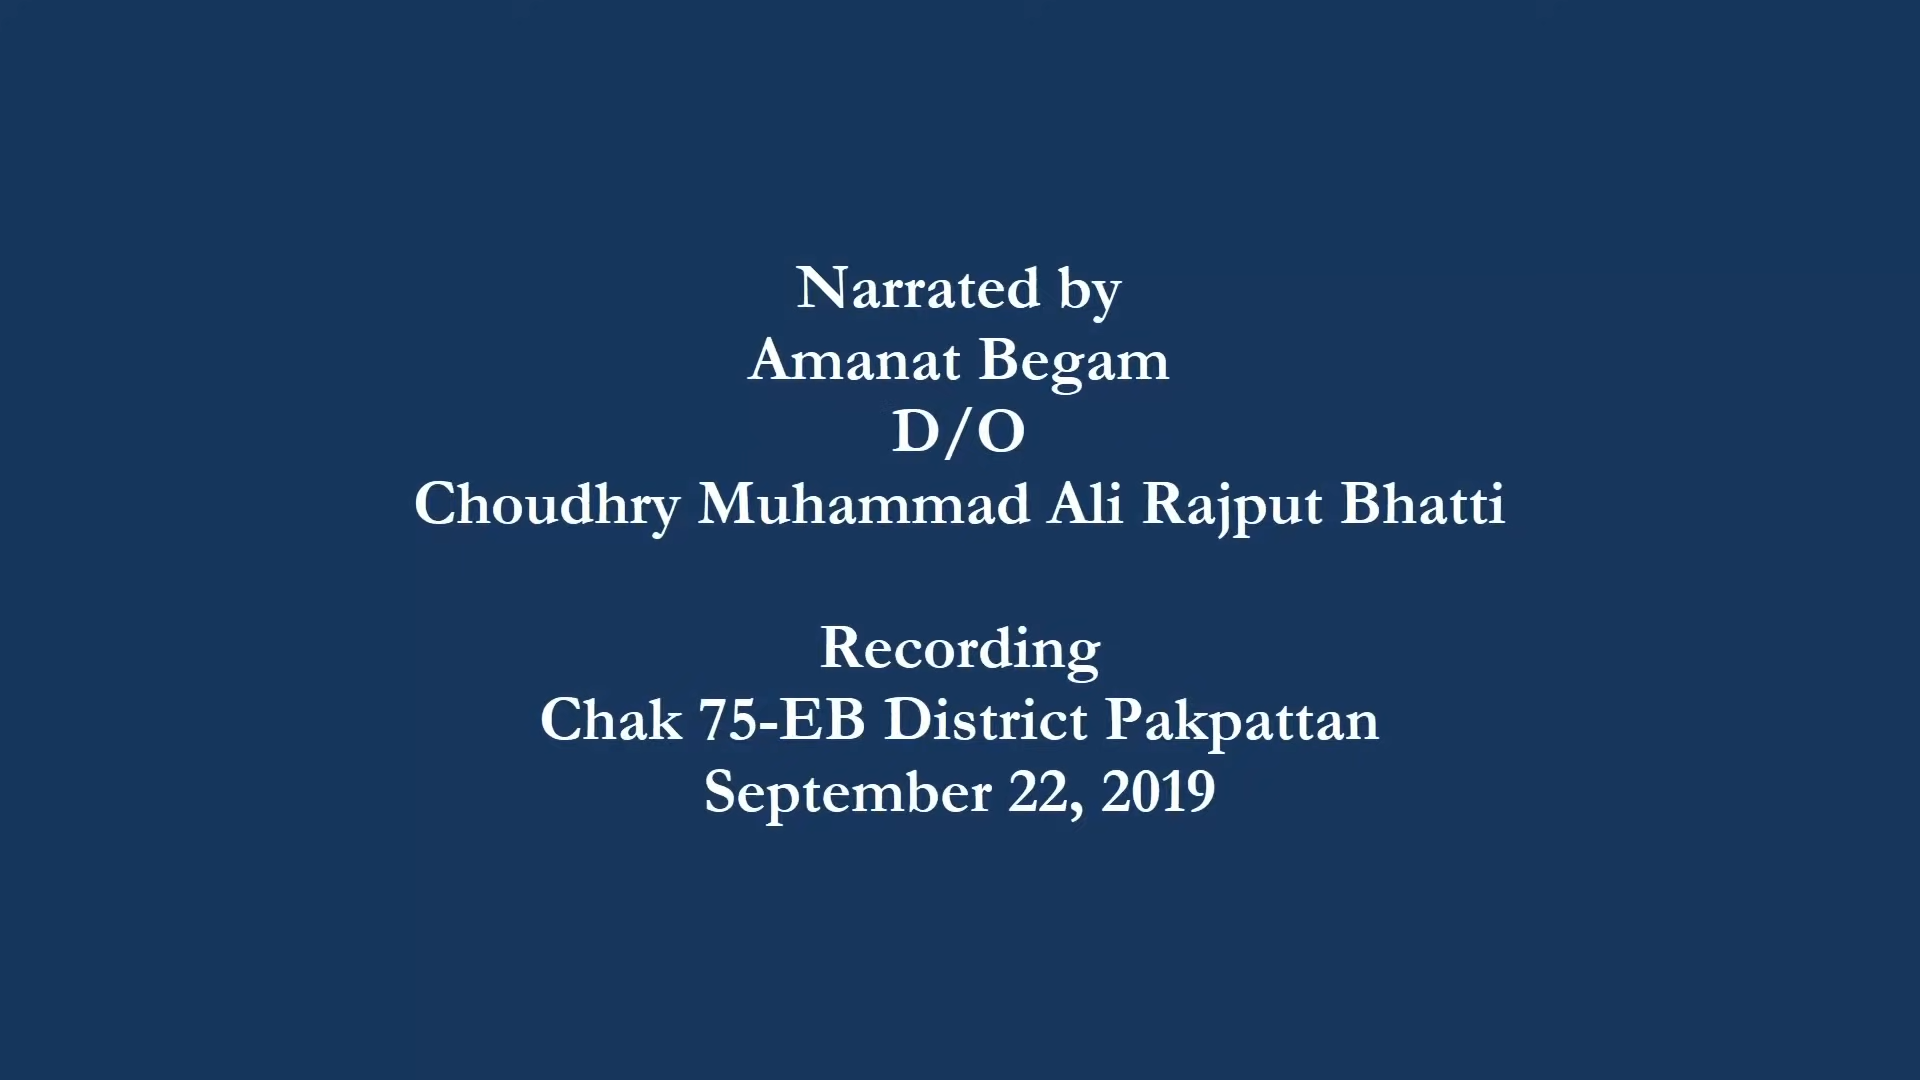 Narrated by
Amanat Begam
D/O
Choudhry Muhammad Ali Rajput Bhatti
Recording
Chak 75-EB District Pakpattan
September 22, 2019